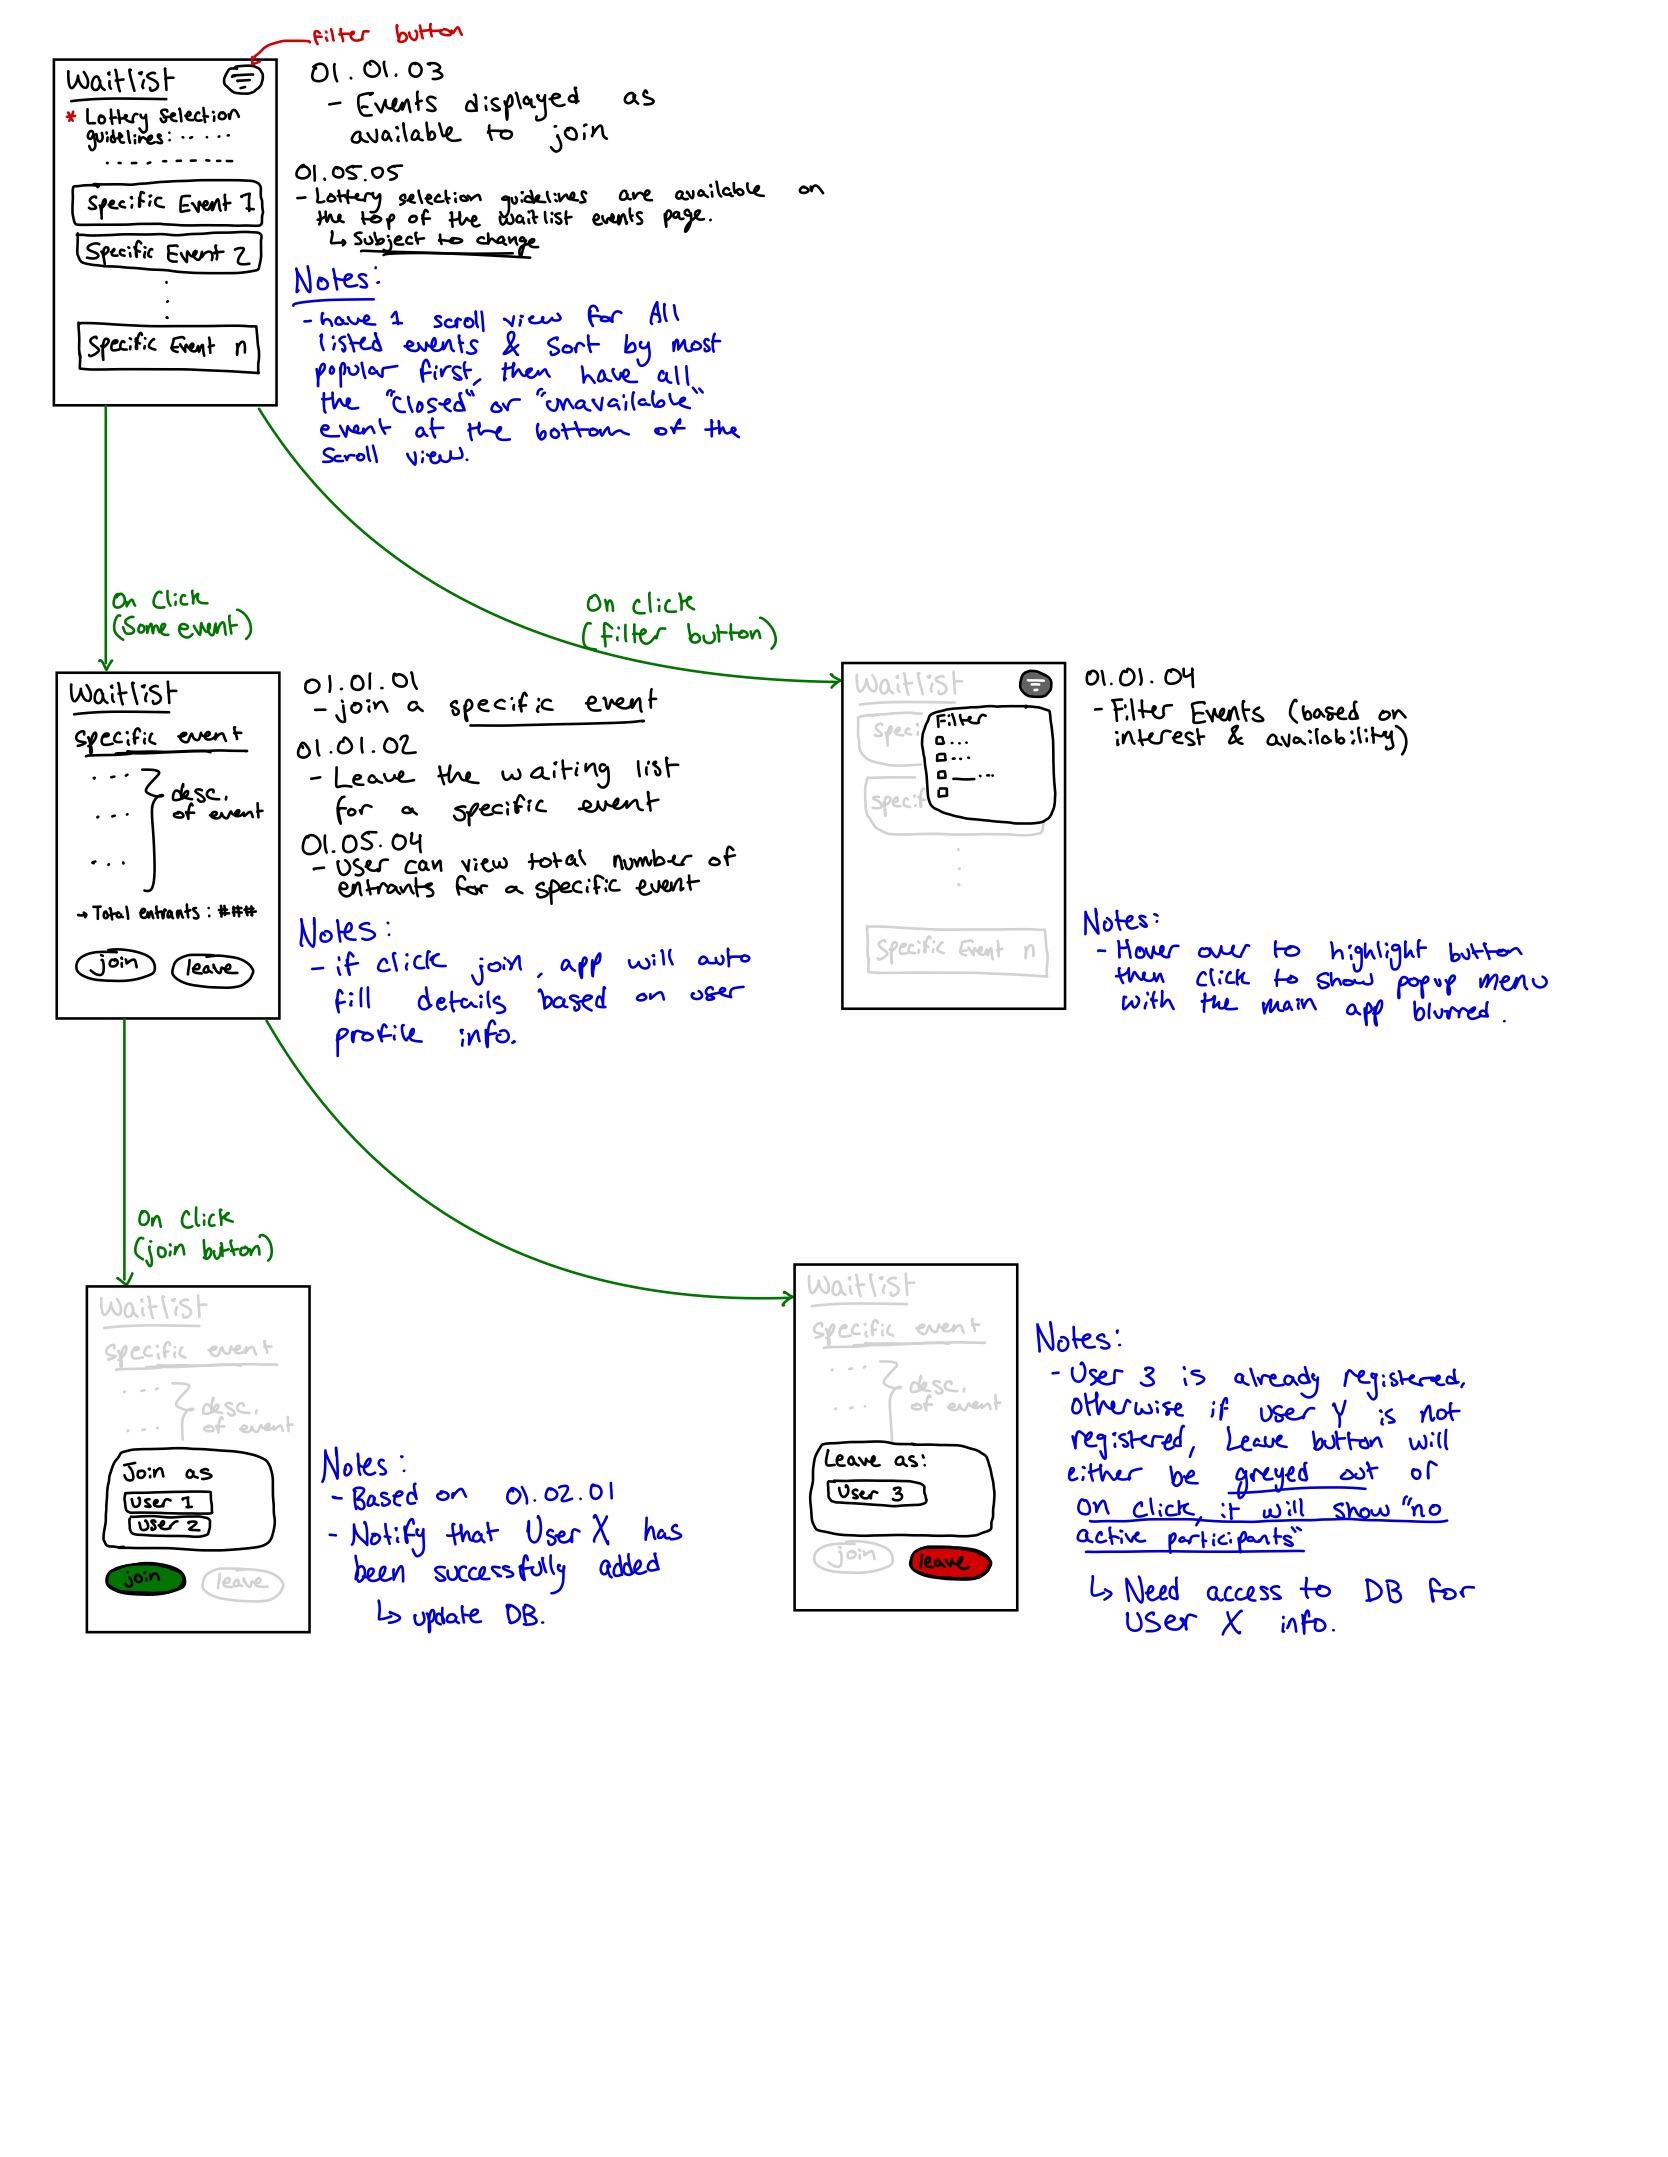 filter button
Waitlist
* Lottery Selection
guidelines: .. . ...
.... ------
Specific Event 1
Specific Event 2
Specific Event n
01.01.03
- Events displayed as
available to join
01.05.05
- Lottery selection guidelines are available on
the top of the waitlist events page.
↳ Subject to change
Notes:
- have 1 scroll view for All
listed events & Sort by most
popular first, then have all
the "closed" or "unavailable"
event at the bottom of the
Scroll view.
On Click
(Some event)
On click
(filter button)
Waitlist
Specific event
. . . .
desc.
. . .
of event
. . .
→ Total entrants : ###
join
leave
01.01.01
- join a specific event
01.01.02
- Leave the waiting list
for a specific event
01.05.04
- User can view total number of
entrants for a specific event
Notes:
- if click join, app will auto
fill details based on user
profile info.
Waitlist
Speci
Filter
...
...
__...
specif
Specific Event n
01.01.04
- Filter Events (based on
interest & availability)
Notes:
- Hover over to highlight button
then click to show popup menu
with the main app blurred.
On Click
(join button)
Waitlist
Specific event
desc.
of event
Join as
User 1
User 2
join
leave
Notes:
- Based on 01.02.01
- Notify that User X has
been successfully added
↳ update DB.
Waitlist
Specific event
desc.
of event
Leave as:
User 3
join
leave
Notes:
- User 3 is already registerred,
otherwise if user Y is not
registered, Leave button will
either be greyed out or
on click, it will show "no
active participants"
↳ Need access to DB for
User X info.